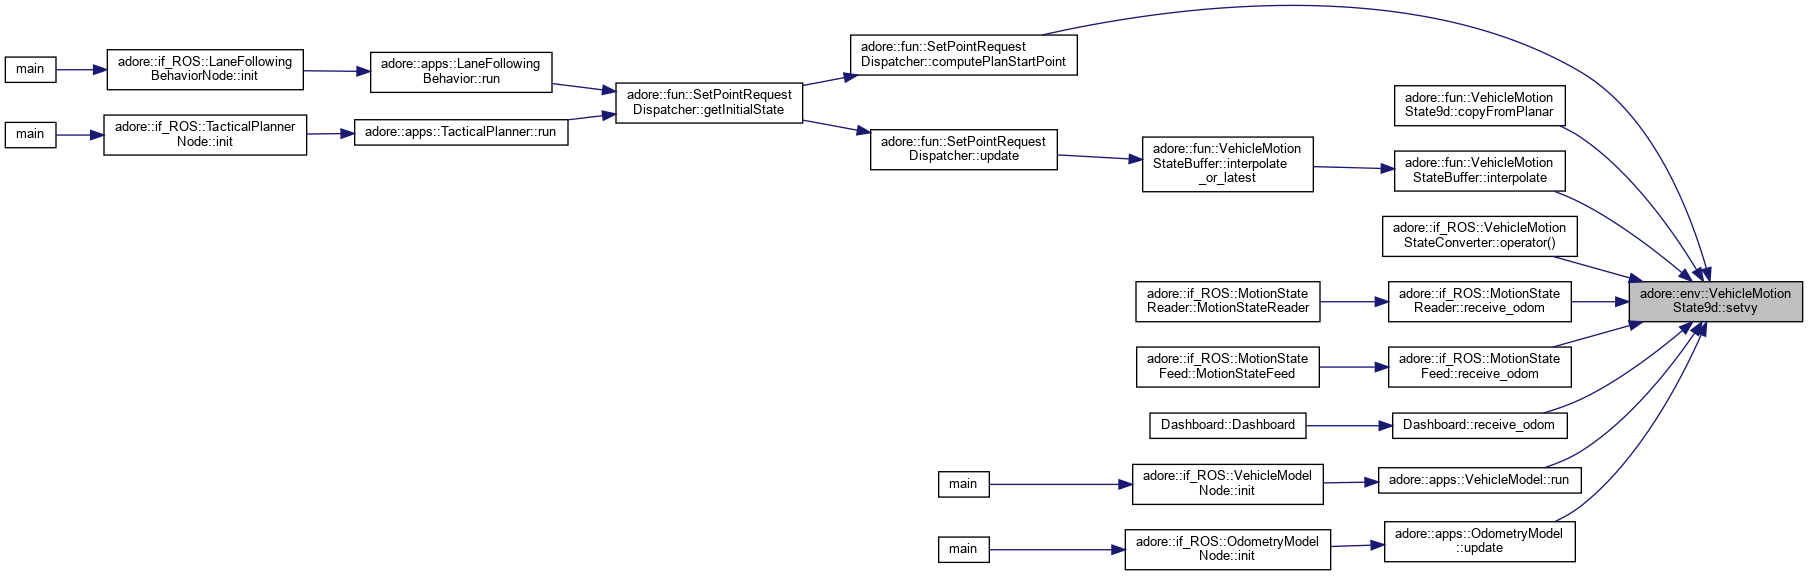 main
adore::if_ROS::LaneFollowing
BehaviorNode::init
adore::apps::LaneFollowing
Behavior::run
main
adore::if_ROS::TacticalPlanner
Node::init
adore::apps::TacticalPlanner::run
adore::fun::SetPointRequest
Dispatcher::getInitialState
adore::fun::SetPointRequest
Dispatcher::computePlanStartPoint
adore::fun::SetPointRequest
Dispatcher::update
adore::fun::VehicleMotion
StateBuffer::interpolate
_or_latest
adore::fun::VehicleMotion
State9d::copyFromPlanar
adore::fun::VehicleMotion
StateBuffer::interpolate
adore::if_ROS::VehicleMotion
StateConverter::operator()
adore::if_ROS::MotionState
Reader::MotionStateReader
adore::if_ROS::MotionState
Reader::receive_odom
adore::env::VehicleMotion
State9d::setvy
adore::if_ROS::MotionState
Feed::MotionStateFeed
adore::if_ROS::MotionState
Feed::receive_odom
Dashboard::Dashboard
Dashboard::receive_odom
main
adore::if_ROS::VehicleModel
Node::init
adore::apps::VehicleModel::run
main
adore::if_ROS::OdometryModel
Node::init
adore::apps::OdometryModel
::update